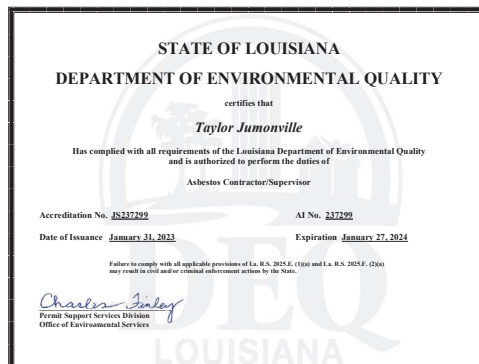 STATE OF LOUISIANA
DEPARTMENT OF ENVIRONMENTAL QUALITY
certifies that
Taylor Jumonville
Has complied with all requirements of the Louisiana Department of Environmental Quality
and is authorized to perform the duties of
Asbestos Contractor/Supervisor
Accreditation No. JS237299 AI No. 237299
Date of Issuance January 31, 2023 Expiration January 27, 2024
Failure to comply with all applicable provisions of La. R.S. 2025.E. (1)(a) and La. R.S. 2025.F. (2)(a)
may result in civil and/or criminal enforcement actions by the State.
Charles Finley
Permit Support Services Division
Office of Environmental Services
DEQ
LOUISIANA